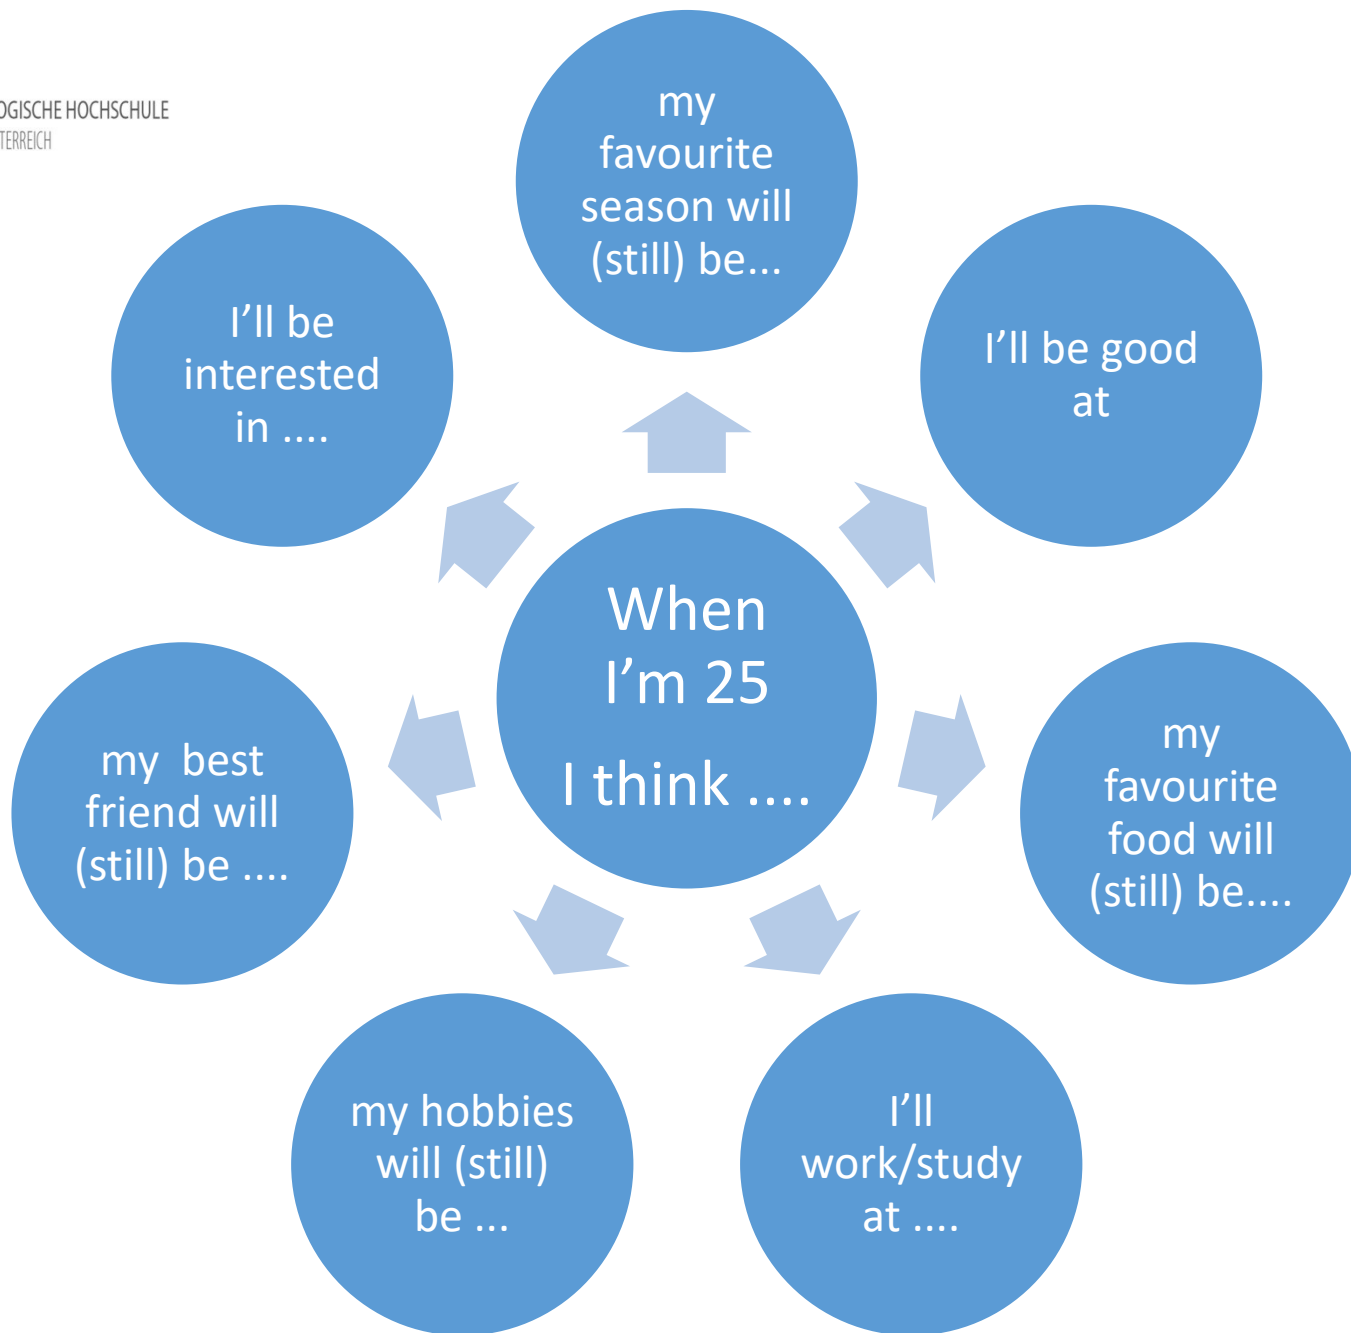 OGISCHE HOCHSCHULE
TERREICH
my
favourite
season will
(still) be...
I'll be good
at
my
favourite
food will
(still) be....
I'll
work/study
at ....
my hobbies
will (still)
be ...
my  best
friend will
(still) be ....
I'll be
interested
in ....
When
I'm 25
I think ....